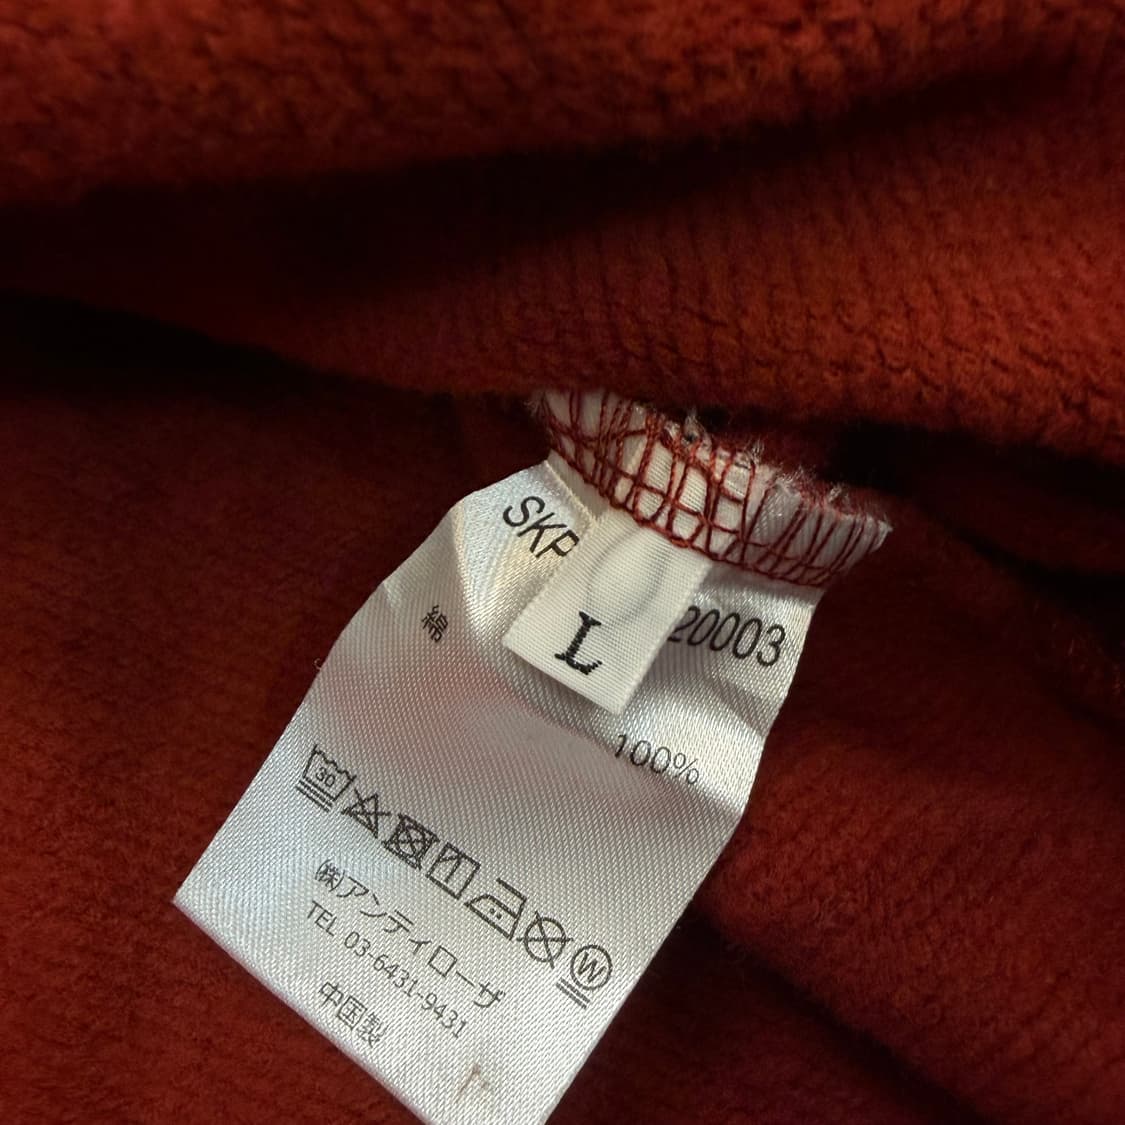 SKP 20003
L
綿 100%
30
W
(株)アンティローザ
TEL 03-6431-9431
中国製